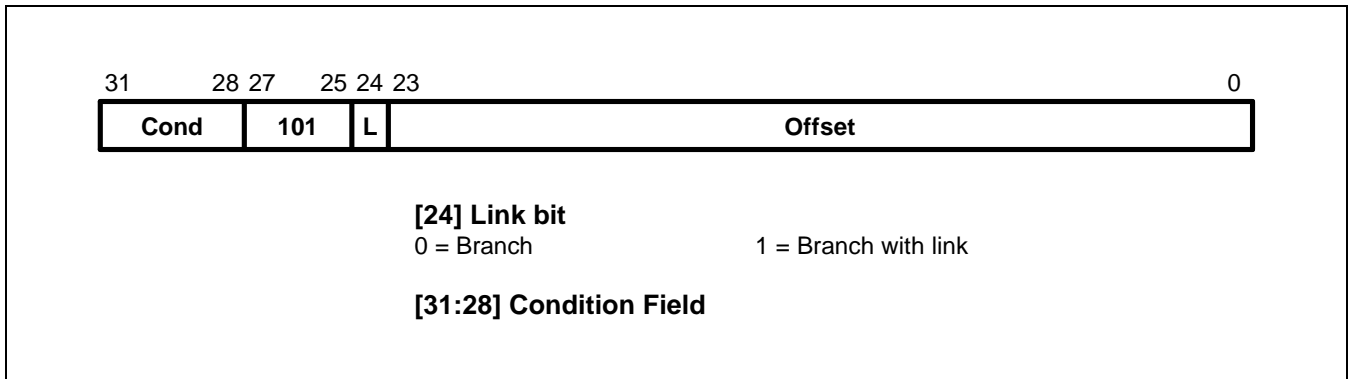 31 28 27 25 24 23 0
Cond 101 L Offset
[24] Link bit
0 = Branch 1 = Branch with link
[31:28] Condition Field